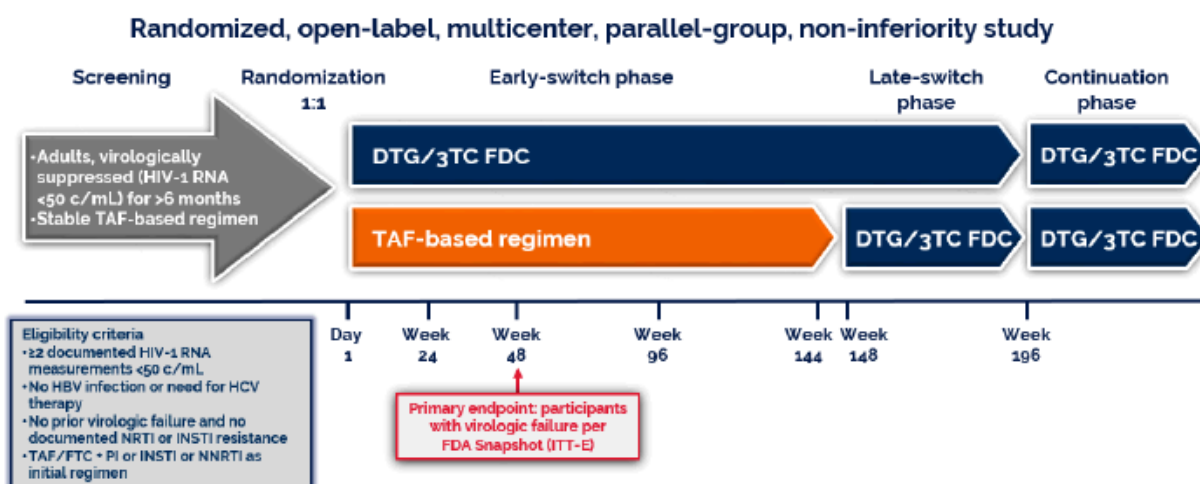 Randomized, open-label, multicenter, parallel-group, non-inferiority study
Screening
Randomization
1:1
Early-switch phase
Late-switch
phase
Continuation
phase
•Adults, virologically
suppressed (HIV-1 RNA
<50 c/mL) for >6 months
•Stable TAF-based regimen
DTG/3TC FDC
DTG/3TC FDC
TAF-based regimen
DTG/3TC FDC
DTG/3TC FDC
Day
1
Week
24
Week
48
Week
96
Week
144
Week
148
Week
196
Eligibility criteria
•≥2 documented HIV-1 RNA
measurements <50 c/mL
•No HBV infection or need for HCV
therapy
•No prior virologic failure and no
documented NRTI or INSTI resistance
•TAF/FTC + PI or INSTI or NNRTI as
initial regimen
Primary endpoint: participants
with virologic failure per
FDA Snapshot (ITT-E)